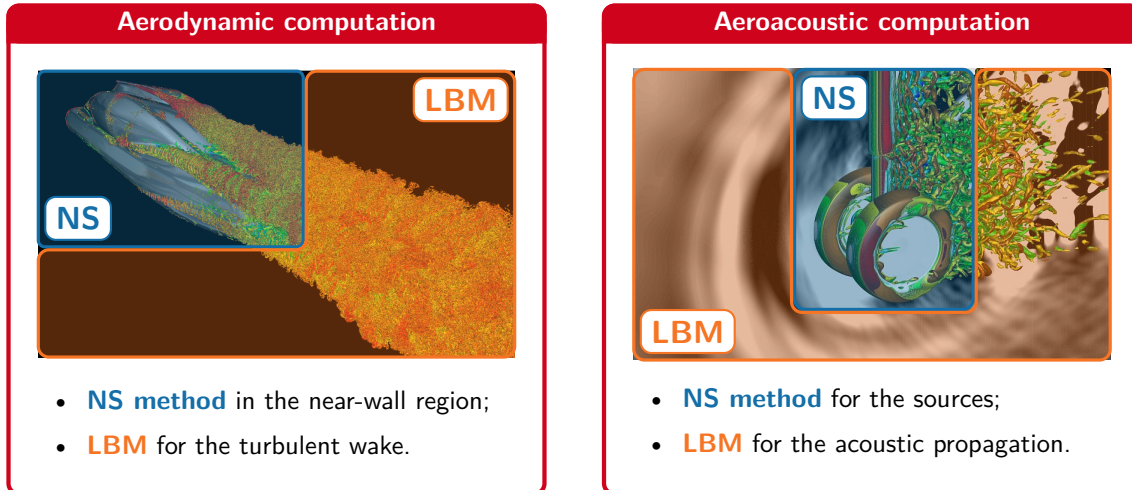 Aerodynamic computation
LBM
NS
• NS method in the near-wall region;
• LBM for the turbulent wake.
Aeroacoustic computation
NS
LBM
• NS method for the sources;
• LBM for the acoustic propagation.